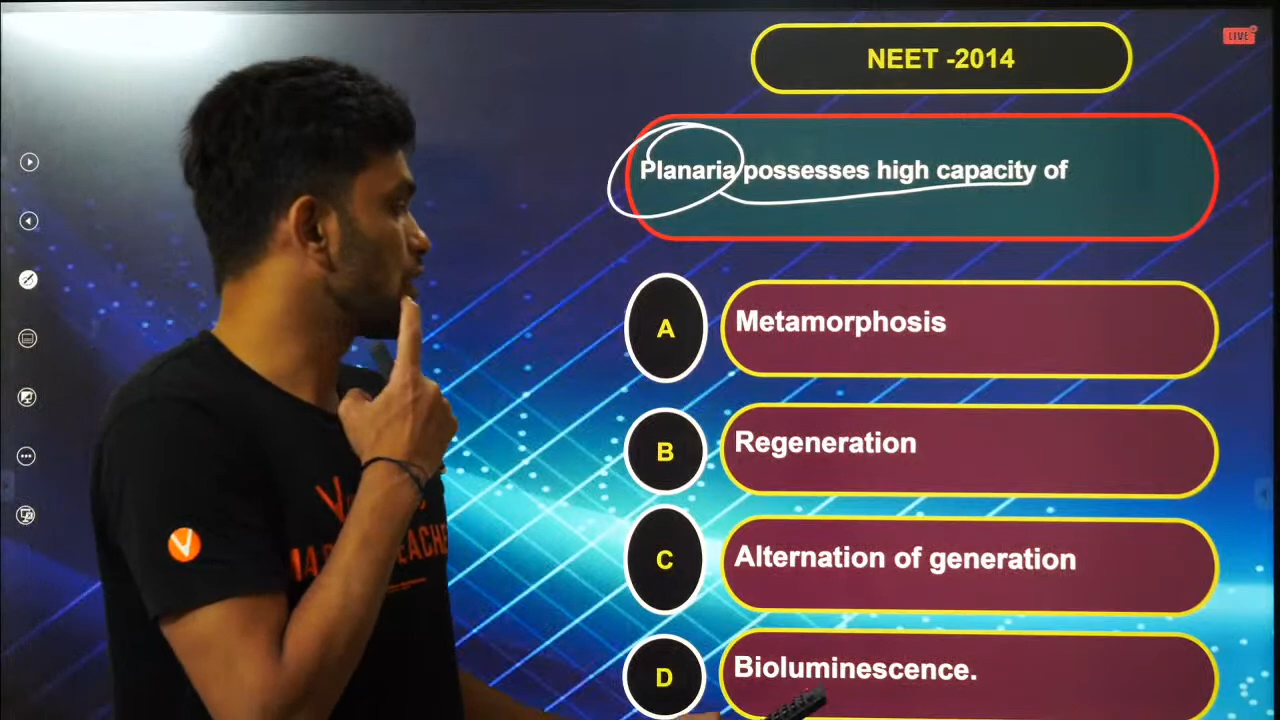 NEET -2014
LIVE
Planaria possesses high capacity of
A
Metamorphosis
B
Regeneration
C
Alternation of generation
D
Bioluminescence.
V